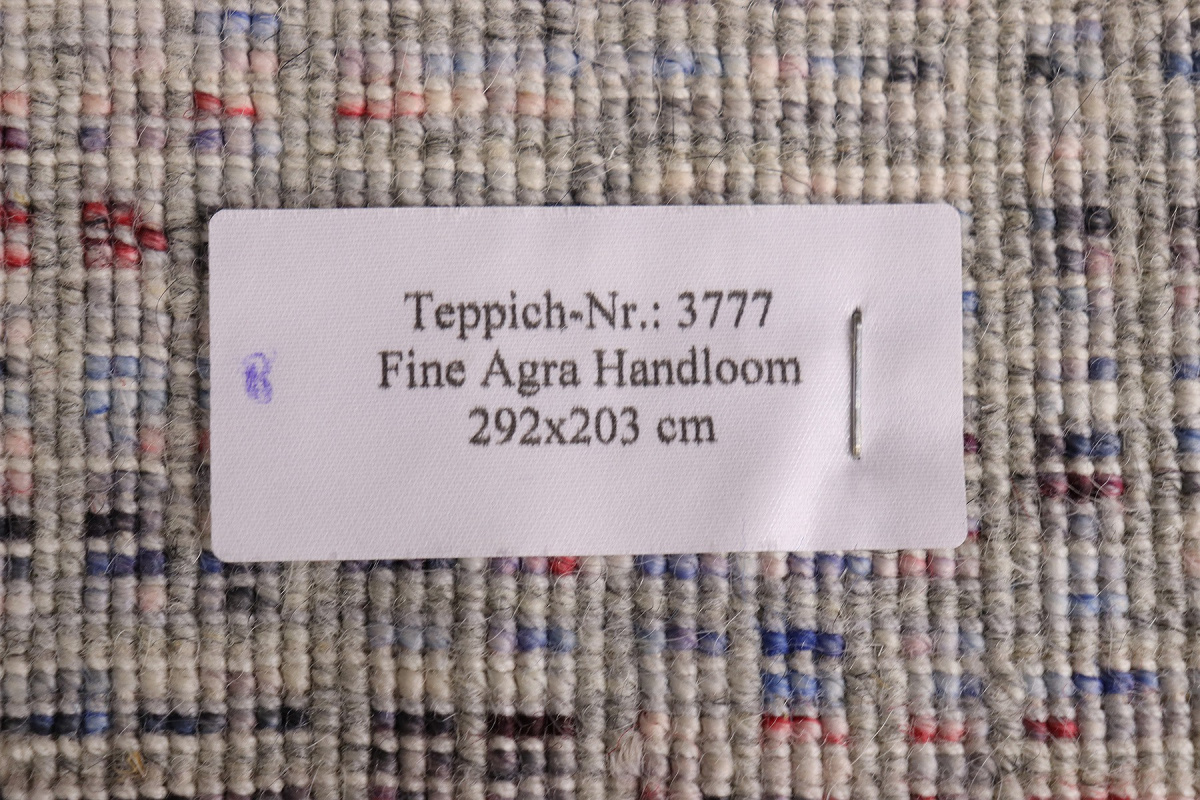 Teppich-Nr.: 3777
Fine Agra Handloom
292x203 cm